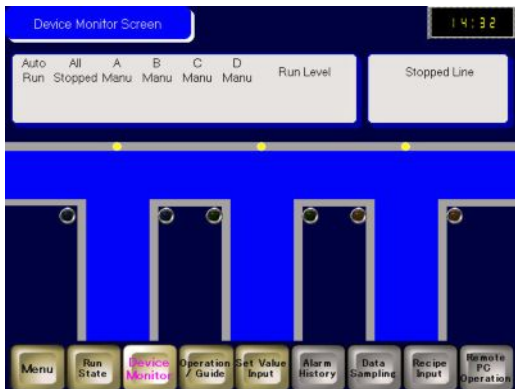 Device Monitor Screen
14:32
Auto Run
All Stopped
A Manu
B Manu
C Manu
D Manu
Run Level
Stopped Line
Menu
Run State
Device Monitor
Operation / Guide
Set Value Input
Alarm History
Data Sampling
Recipe Input
Remote PC Operation